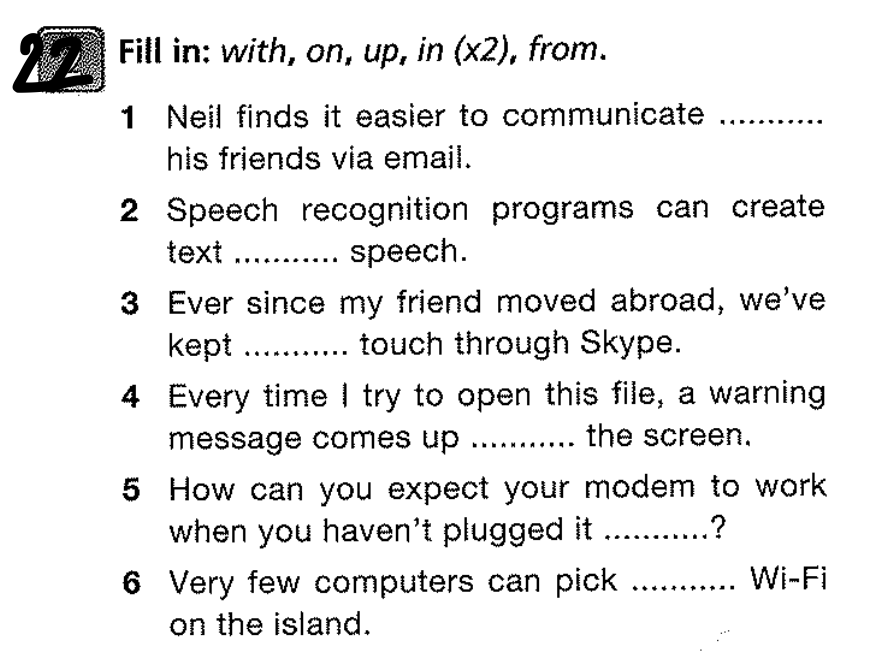 22 Fill in: with, on, up, in (x2), from.
1 Neil finds it easier to communicate ...........
his friends via email.
2 Speech recognition programs can create
text ........... speech.
3 Ever since my friend moved abroad, we've
kept ........... touch through Skype.
4 Every time I try to open this file, a warning
message comes up ........... the screen.
5 How can you expect your modem to work
when you haven't plugged it ...........?
6 Very few computers can pick ........... Wi-Fi
on the island.